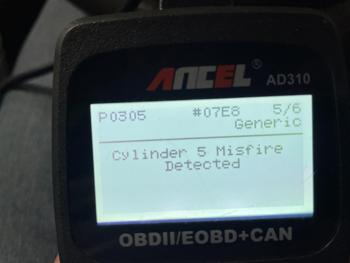 ANCEL® AD310
P0305 #07E8 5/6
Generic
Cylinder 5 Misfire
Detected
OBDII/EOBD+CAN